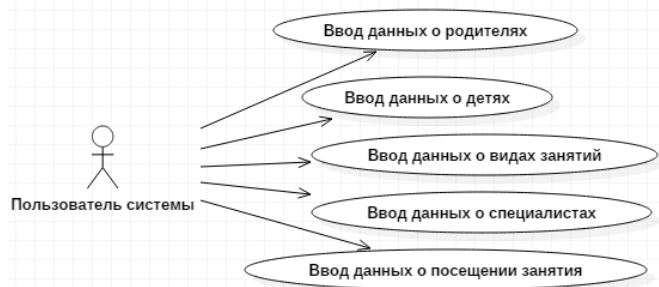 Ввод данных о родителях
Ввод данных о детях
Ввод данных о видах занятий
Пользователь системы
Ввод данных о специалистах
Ввод данных о посещении занятия